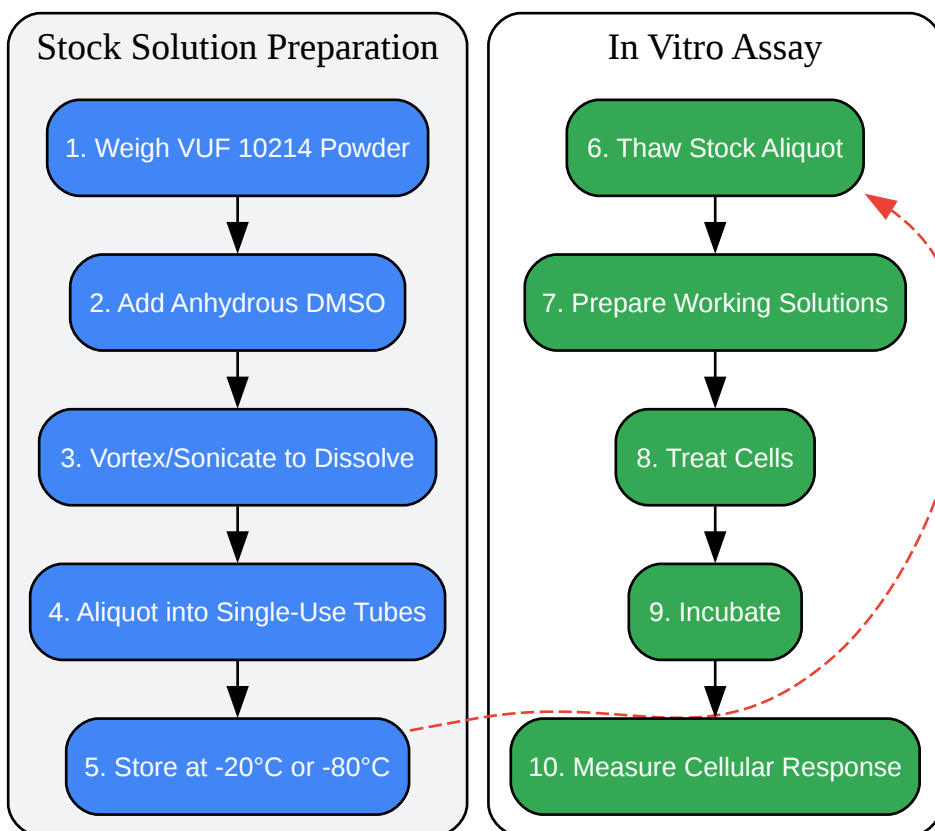 Stock Solution Preparation
1. Weigh VUF 10214 Powder
2. Add Anhydrous DMSO
3. Vortex/Sonicate to Dissolve
4. Aliquot into Single-Use Tubes
5. Store at -20°C or -80°C
In Vitro Assay
6. Thaw Stock Aliquot
7. Prepare Working Solutions
8. Treat Cells
9. Incubate
10. Measure Cellular Response